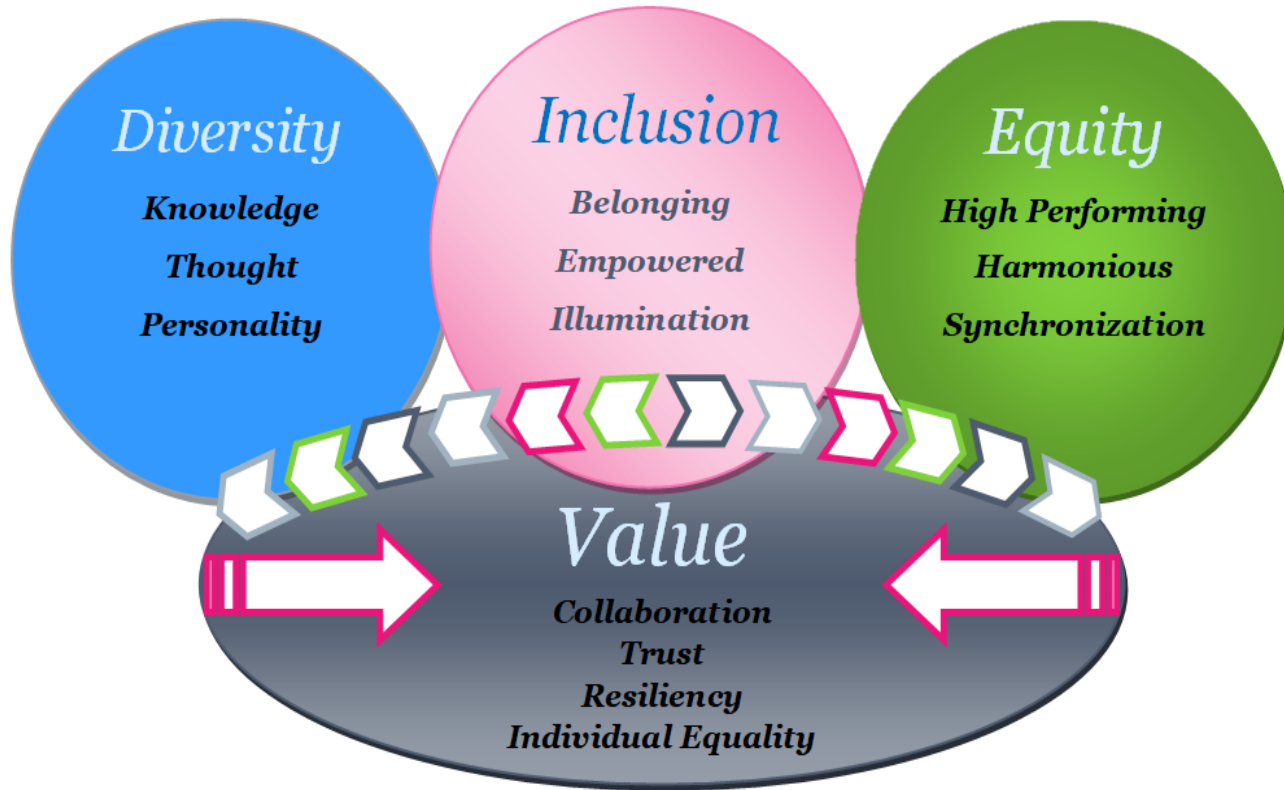 Diversity
Knowledge
Thought
Personality
Inclusion
Belonging
Empowered
Illumination
Equity
High Performing
Harmonious
Synchronization
Value
Collaboration
Trust
Resiliency
Individual Equality